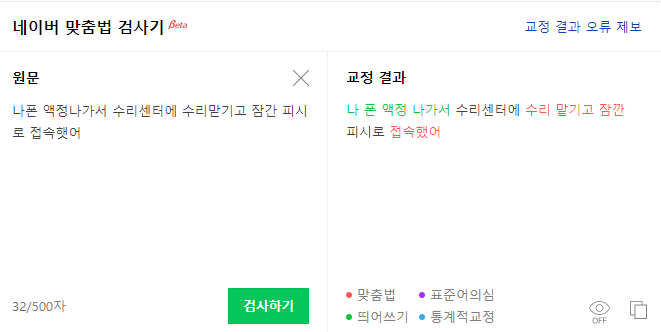 네이버 맞춤법 검사기 Beta
교정 결과 오류 제보
원문
나폰 액정나가서 수리센터에 수리맏기고 잠간 피시
로 접속햇어
32/500자
검사하기
교정 결과
나 폰 액정 나가서 수리센터에 수리 맡기고 잠깐
피시로 접속했어
맞춤법 표준어의심
띄어쓰기 통계적교정
OFF